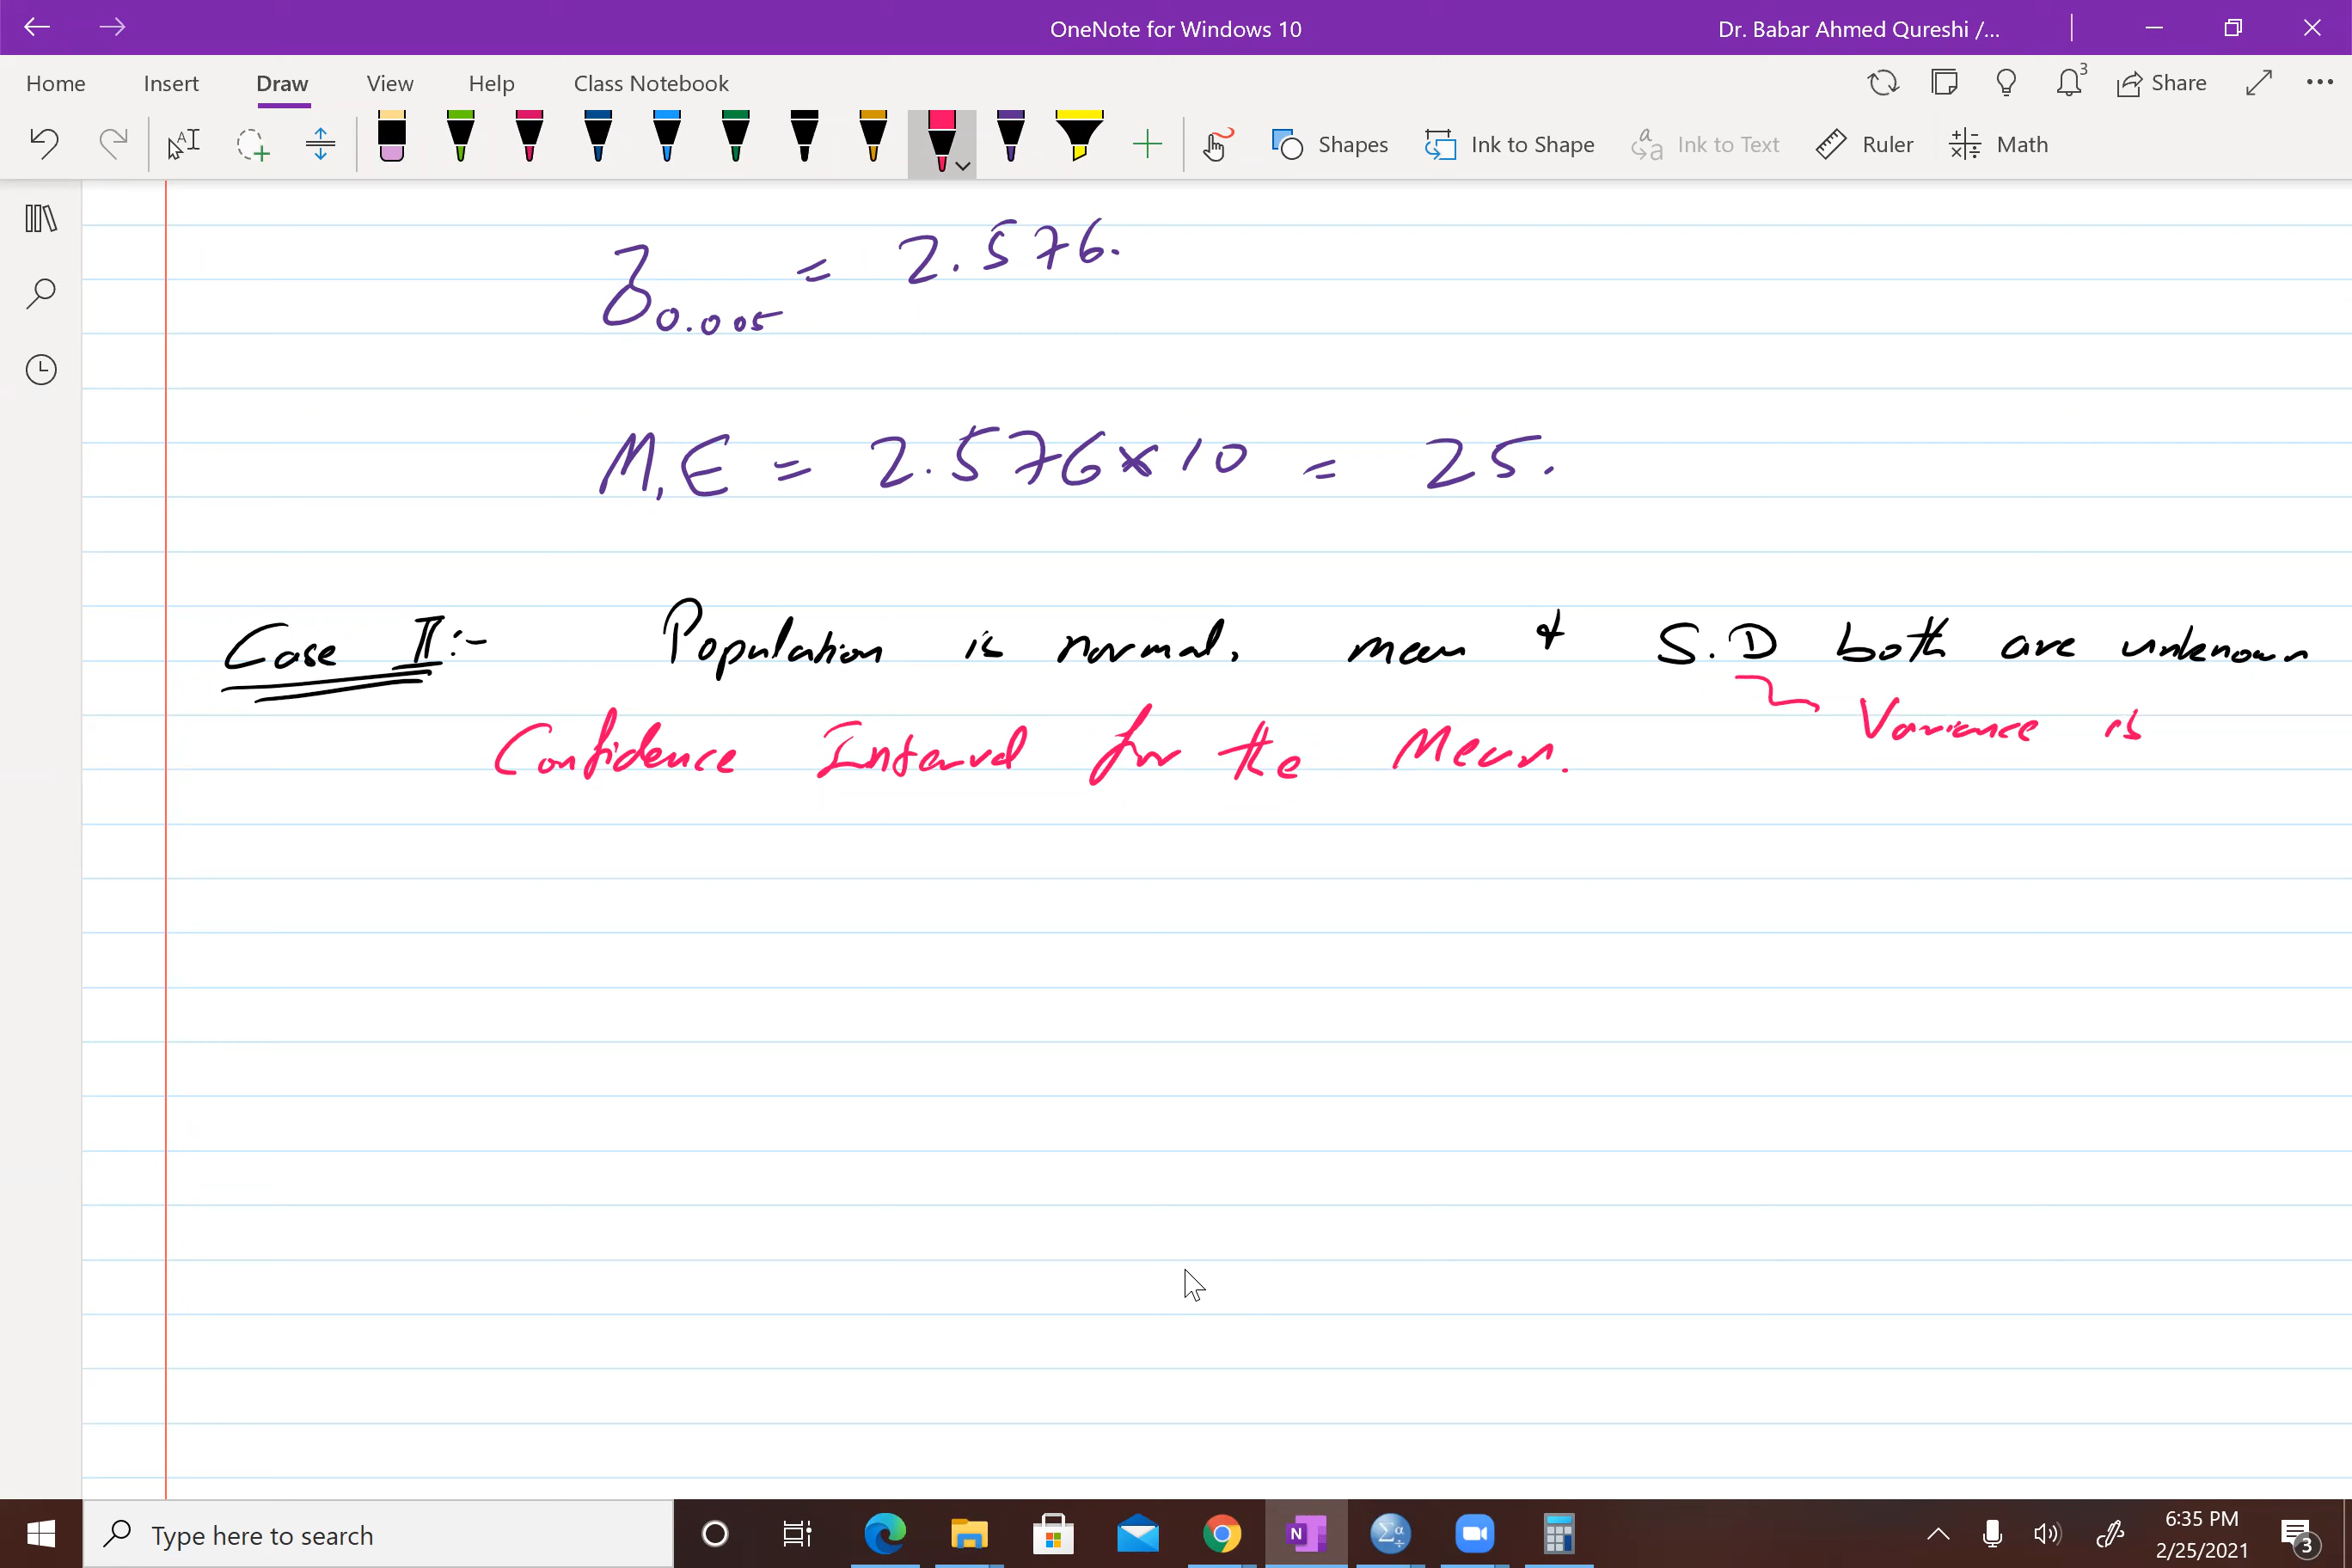 OneNote for Windows 10
Dr. Babar Ahmed Qureshi /...
Home Insert Draw View Help Class Notebook
3
Share
Shapes Ink to Shape Ink to Text Ruler Math
z0.005 = 2.576.
M.E = 2.576 × 10 = 25.
Case II:- Population is normal, mean & S.D both are unknown
Variance is
Confidence Interval for the Mean.
Type here to search
6:35 PM
2/25/2021
3